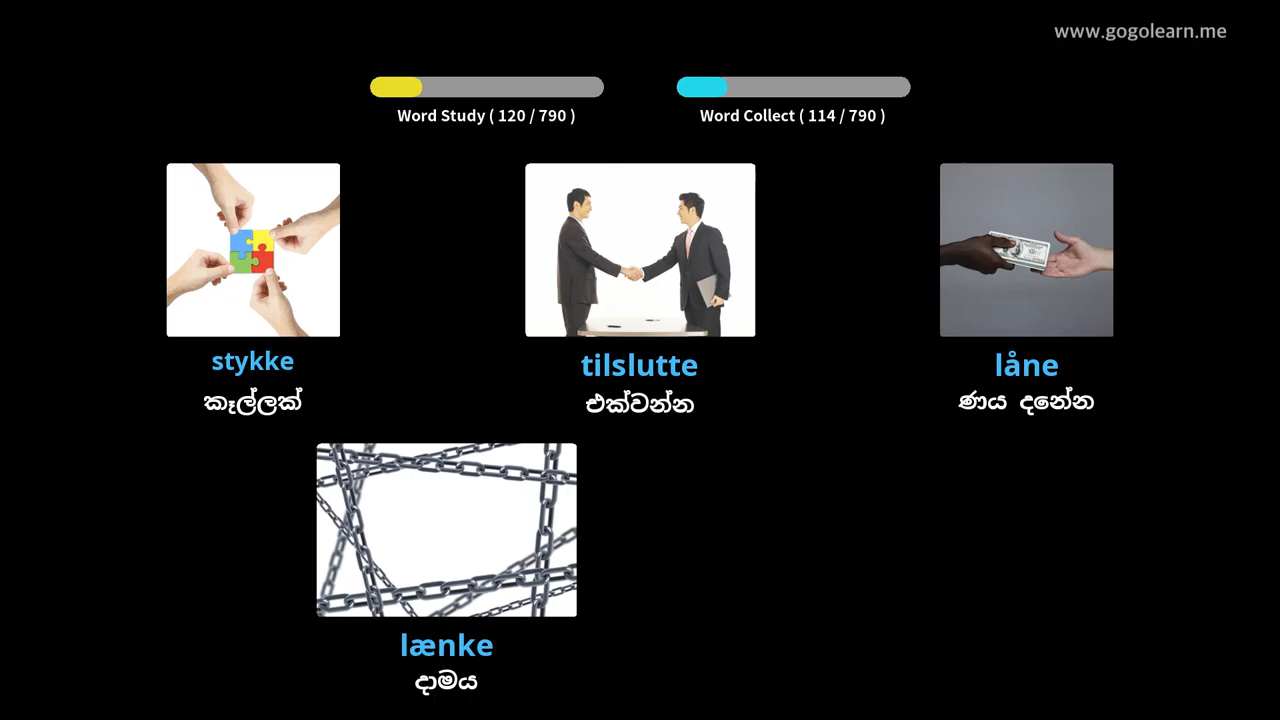 www.gogolearn.me
Word Study ( 120 / 790 )
Word Collect ( 114 / 790 )
stykke
කෑල්ලක්
tilslutte
එක්වන්න
låne
ණය දනේන
lænke
දාමය